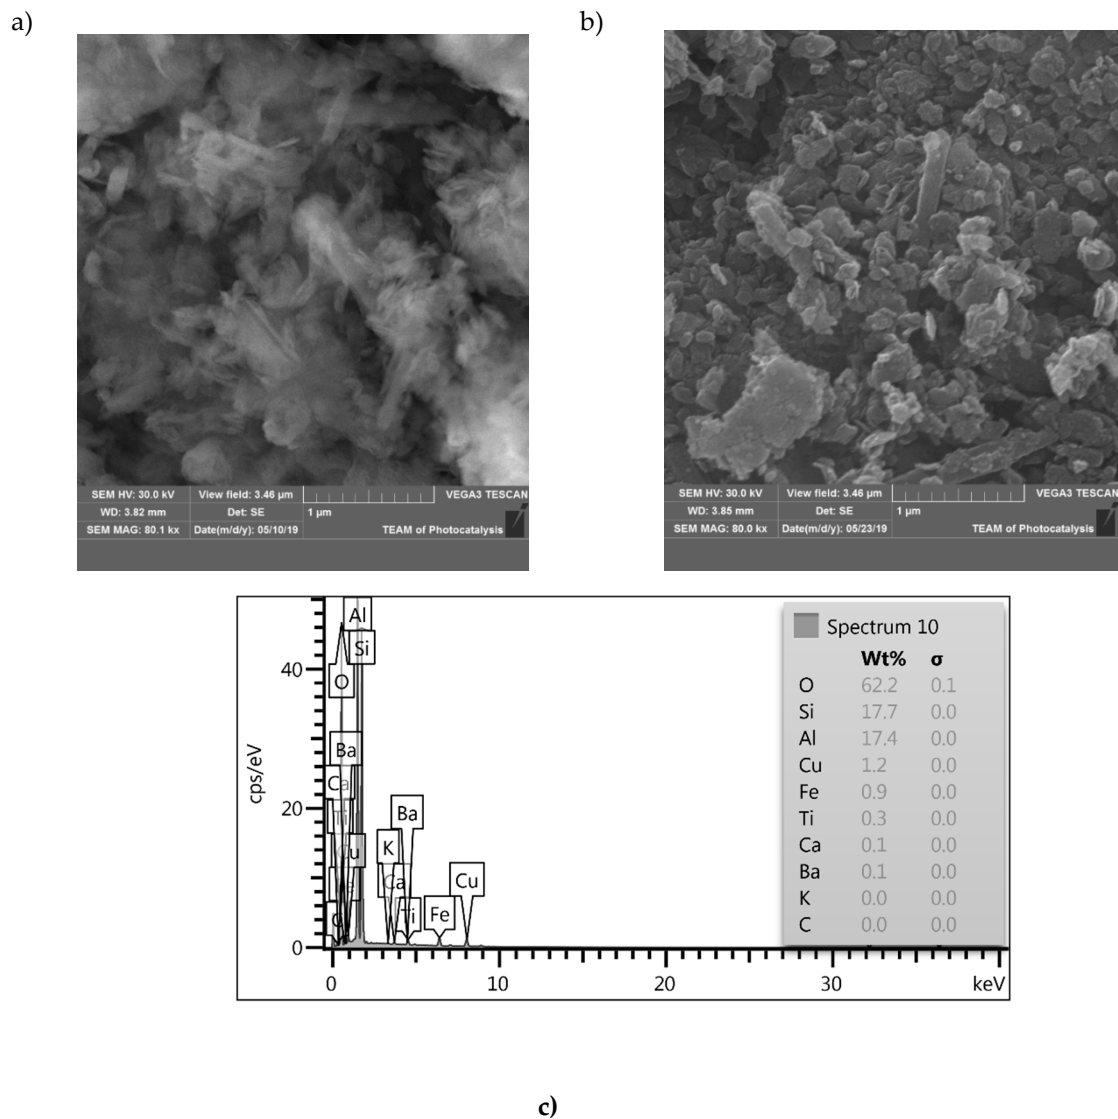 a)
b)
SEM HV: 30.0 kV View field: 3.46 µm VEGA3 TESCAN
WD: 3.82 mm Det: SE 1 µm
SEM MAG: 80.1 kx Date(m/d/y): 05/10/19 TEAM of Photocatalysis
SEM HV: 30.0 kV View field: 3.46 µm VEGA3 TESCAN
WD: 3.85 mm Det: SE 1 µm
SEM MAG: 80.0 kx Date(m/d/y): 05/23/19 TEAM of Photocatalysis
Al
Si
O
Ba
Ca
Ti
Cu
Fe
C
K
Ca
Ba
Ti
Fe
Cu
cps/eV
40
20
0
0 10 20 30 keV
Spectrum 10
Wt% σ
O 62.2 0.1
Si 17.7 0.0
Al 17.4 0.0
Cu 1.2 0.0
Fe 0.9 0.0
Ti 0.3 0.0
Ca 0.1 0.0
Ba 0.1 0.0
K 0.0 0.0
C 0.0 0.0
c)